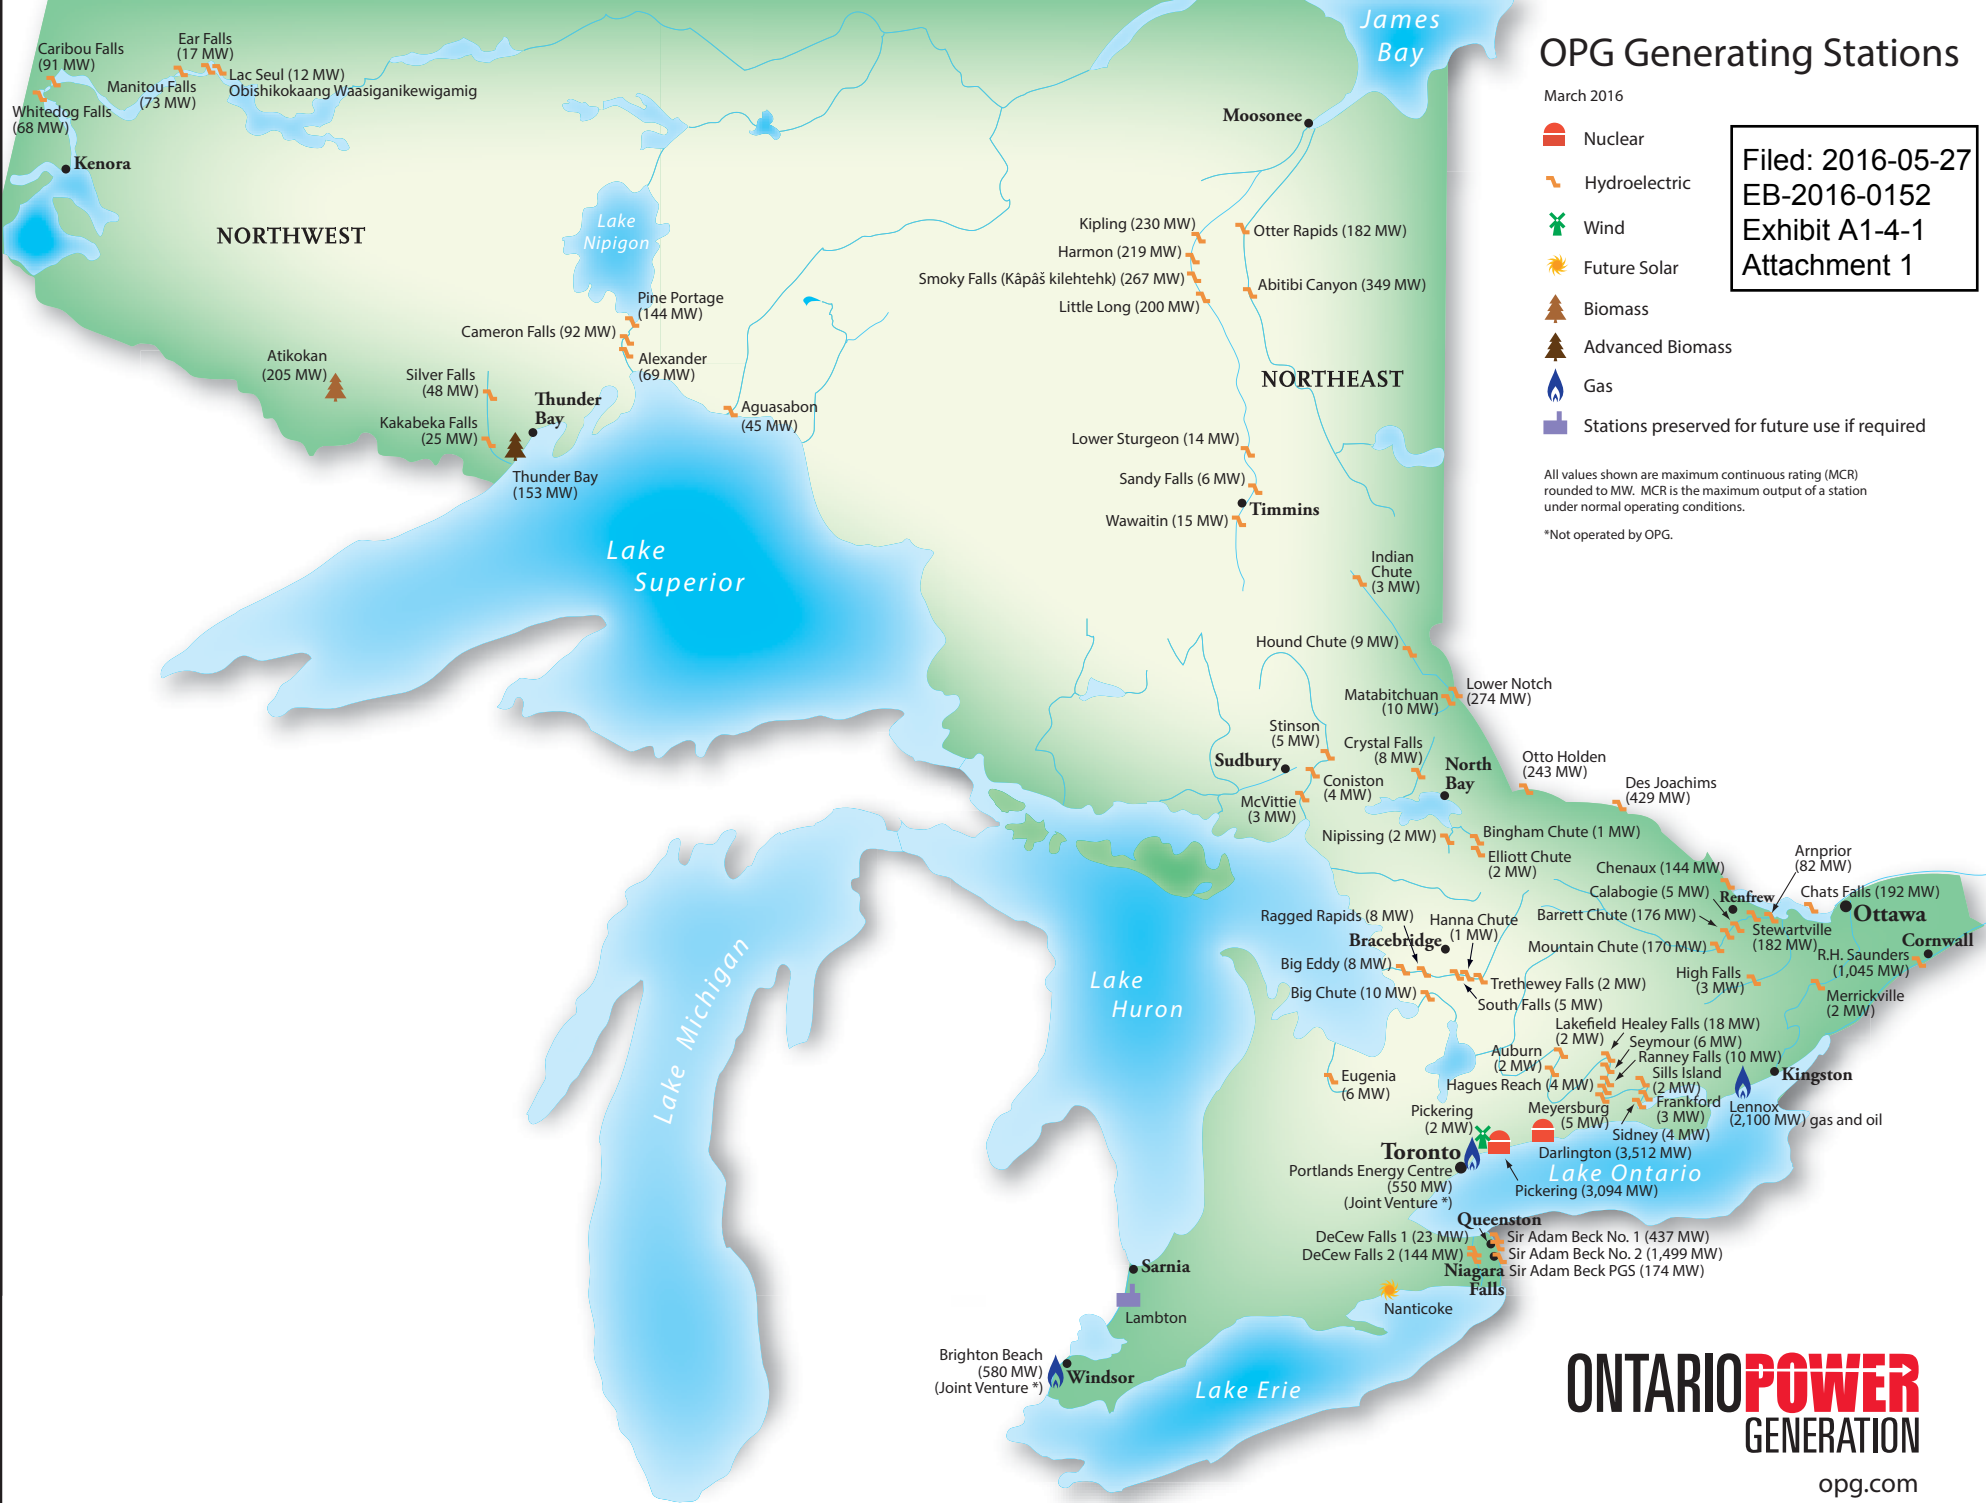 James
Bay
OPG Generating Stations
March 2016
Nuclear
Hydroelectric
Wind
Future Solar
Biomass
Advanced Biomass
Gas
Stations preserved for future use if required
All values shown are maximum continuous rating (MCR)
rounded to MW. MCR is the maximum output of a station
under normal operating conditions.
*Not operated by OPG.
Filed: 2016-05-27
EB-2016-0152
Exhibit A1-4-1
Attachment 1
Caribou Falls
(91 MW)
Ear Falls
(17 MW)
Manitou Falls
(73 MW)
Lac Seul (12 MW)
Obishikokaang Waasiganikewigamig
Whitedog Falls
(68 MW)
Kenora
NORTHWEST
Lake
Nipigon
Pine Portage
(144 MW)
Cameron Falls (92 MW)
Alexander
(69 MW)
Atikokan
(205 MW)
Silver Falls
(48 MW)
Kakabeka Falls
(25 MW)
Thunder
Bay
Thunder Bay
(153 MW)
Aguasabon
(45 MW)
Lake
Superior
Moosonee
Kipling (230 MW)
Harmon (219 MW)
Smoky Falls (Kâpâš kilehtehk) (267 MW)
Little Long (200 MW)
Otter Rapids (182 MW)
Abitibi Canyon (349 MW)
NORTHEAST
Lower Sturgeon (14 MW)
Sandy Falls (6 MW)
Timmins
Wawaitin (15 MW)
Indian
Chute
(3 MW)
Hound Chute (9 MW)
Matabitchuan
(10 MW)
Lower Notch
(274 MW)
Stinson
(5 MW)
Crystal Falls
(8 MW)
Sudbury
Coniston
(4 MW)
McVittie
(3 MW)
North
Bay
Otto Holden
(243 MW)
Des Joachims
(429 MW)
Nipissing (2 MW)
Bingham Chute (1 MW)
Elliott Chute
(2 MW)
Arnprior
(82 MW)
Chenaux (144 MW)
Calabogie (5 MW)
Renfrew
Chats Falls (192 MW)
Barrett Chute (176 MW)
Ottawa
Stewartville
(182 MW)
Mountain Chute (170 MW)
Cornwall
R.H. Saunders
(1,045 MW)
High Falls
(3 MW)
Merrickville
(2 MW)
Ragged Rapids (8 MW)
Hanna Chute
(1 MW)
Bracebridge
Big Eddy (8 MW)
Big Chute (10 MW)
Trethewey Falls (2 MW)
South Falls (5 MW)
Lakefield
(2 MW)
Healey Falls (18 MW)
Seymour (6 MW)
Ranney Falls (10 MW)
Auburn
(2 MW)
Hagues Reach (4 MW)
Sills Island
(2 MW)
Kingston
Frankford
(3 MW)
Lennox
(2,100 MW) gas and oil
Meyersburg
(5 MW)
Sidney (4 MW)
Eugenia
(6 MW)
Pickering
(2 MW)
Toronto
Darlington (3,512 MW)
Lake Ontario
Pickering (3,094 MW)
Portlands Energy Centre
(550 MW)
(Joint Venture *)
Queenston
DeCew Falls 1 (23 MW)
DeCew Falls 2 (144 MW)
Sir Adam Beck No. 1 (437 MW)
Sir Adam Beck No. 2 (1,499 MW)
Sir Adam Beck PGS (174 MW)
Niagara
Falls
Nanticoke
Lake
Huron
Lake Michigan
Sarnia
Lambton
Brighton Beach
(580 MW)
(Joint Venture *)
Windsor
Lake Erie
ONTARIOPOWER
GENERATION
opg.com